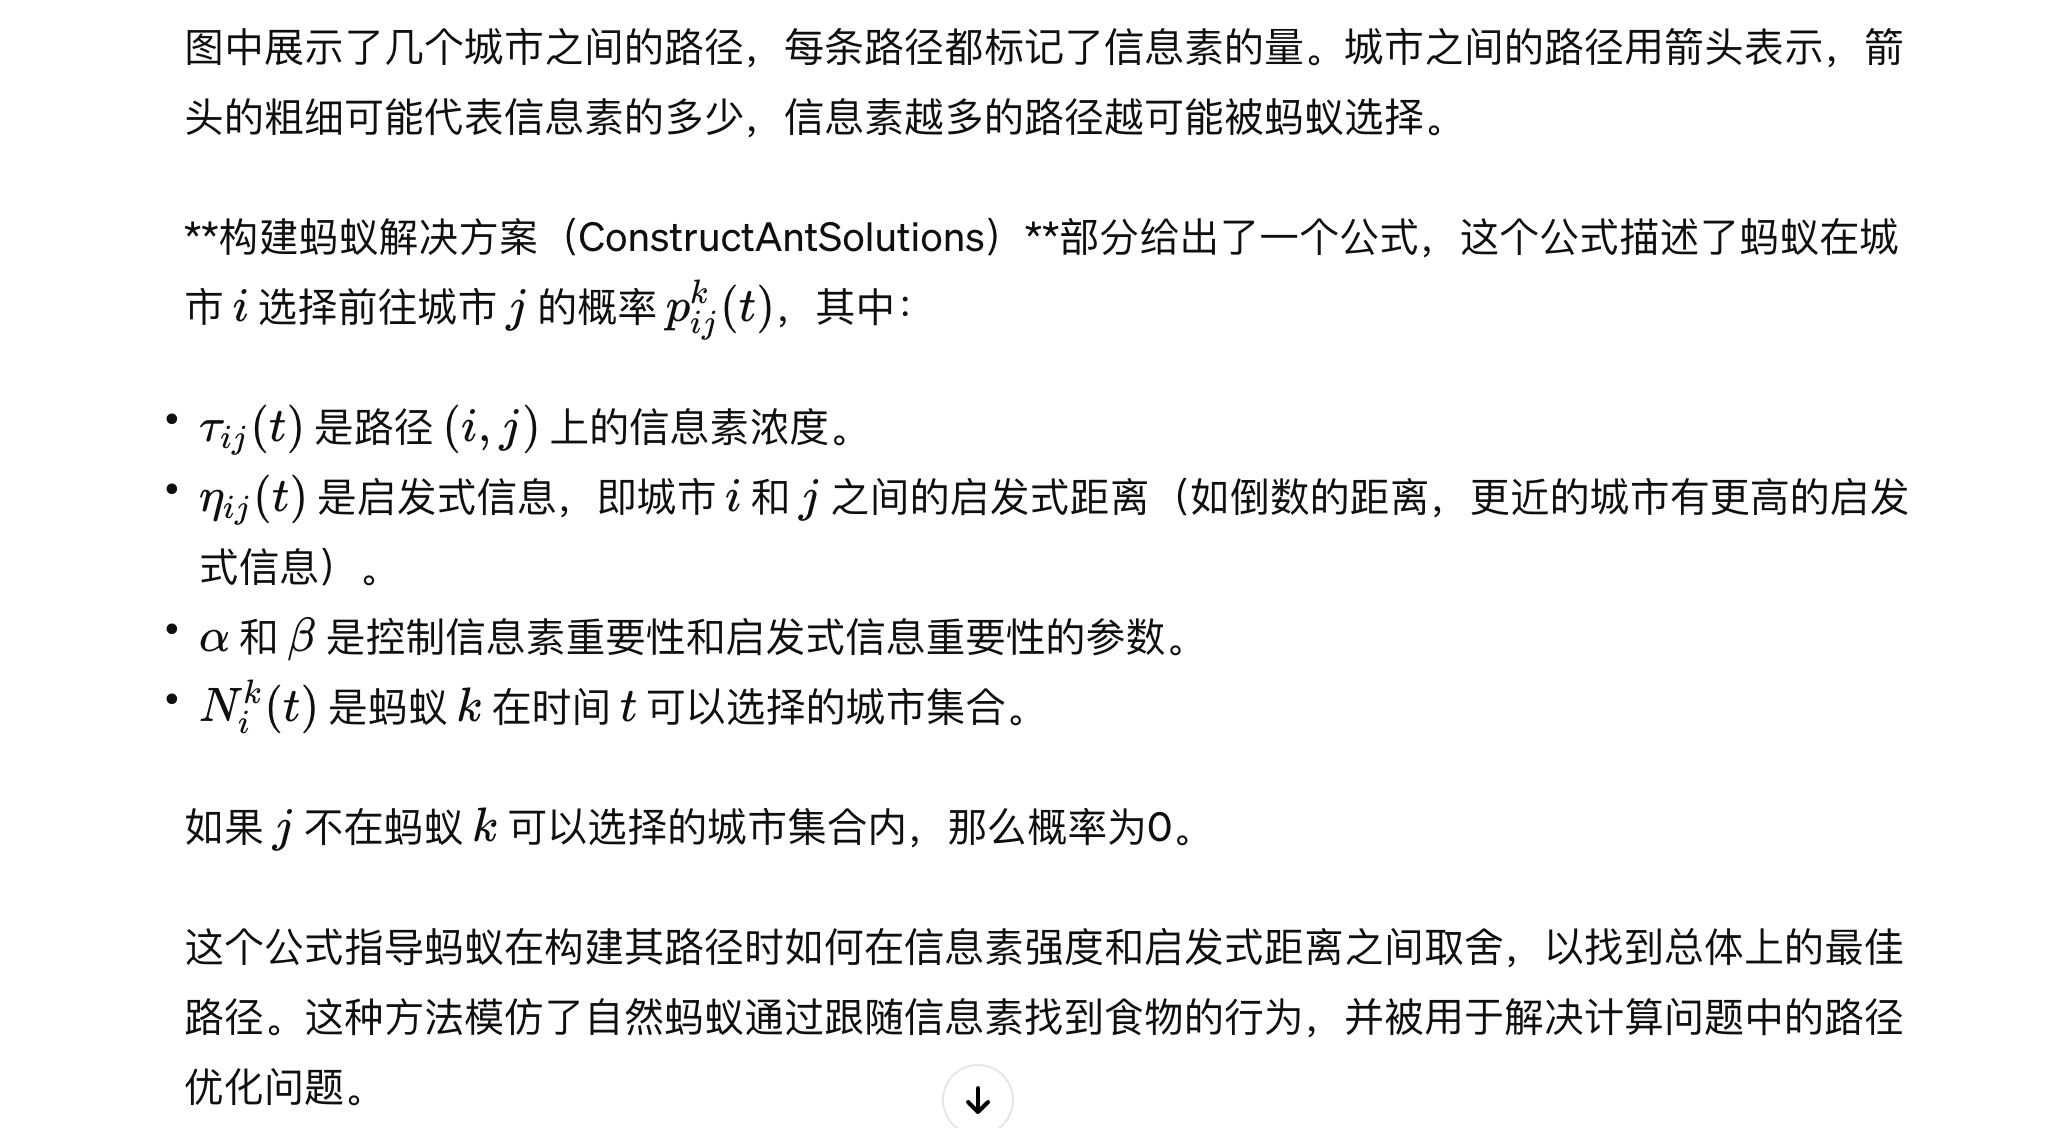 图中展示了几个城市之间的路径，每条路径都标记了信息素的量。城市之间的路径用箭头表示，箭
头的粗细可能代表信息素的多少，信息素越多的路径越可能被蚂蚁选择。
**构建蚂蚁解决方案（ConstructAntSolutions）**部分给出了一个公式，这个公式描述了蚂蚁在城
市 i 选择前往城市 j 的概率 p_{ij}^k(t)，其中：
• τ_{ij}(t) 是路径 (i, j) 上的信息素浓度。
• η_{ij}(t) 是启发式信息，即城市 i 和 j 之间的启发式距离（如倒数的距离，更近的城市有更高的启发
式信息）。
• α 和 β 是控制信息素重要性和启发式信息重要性的参数。
• N_i^k(t) 是蚂蚁 k 在时间 t 可以选择的城市集合。
如果 j 不在蚂蚁 k 可以选择的城市集合内，那么概率为0。
这个公式指导蚂蚁在构建其路径时如何在信息素强度和启发式距离之间取舍，以找到总体上的最佳
路径。这种方法模仿了自然蚂蚁通过跟随信息素找到食物的行为，并被用于解决计算问题中的路径
优化问题。